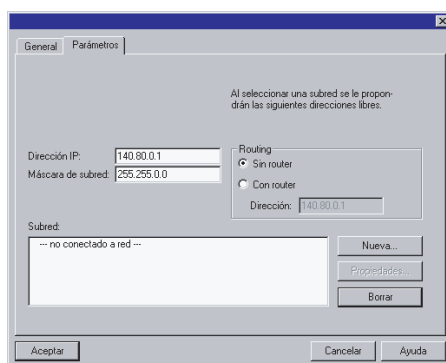 General Parámetros
Al seleccionar una subred se le propon-
drán las siguientes direcciones libres.
Dirección IP: 140.80.0.1
Máscara de subred: 255.255.0.0
Routing
Sin router
Con router
Dirección: 140.80.0.1
Subred:
--- no conectado a red ---
Nueva...
Propiedades...
Borrar
Aceptar Cancelar Ayuda